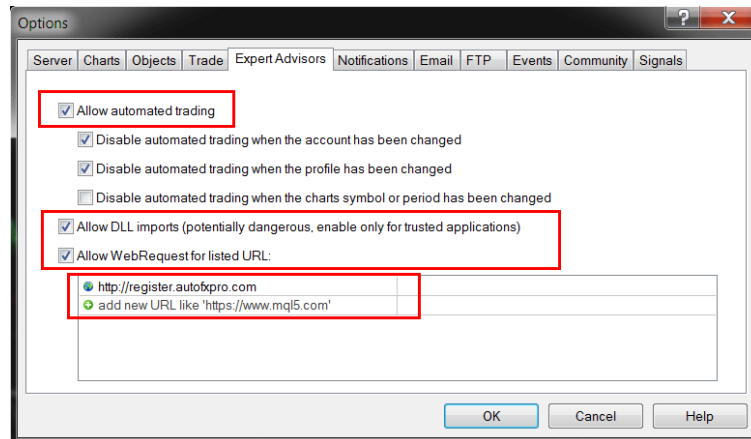 Options
Server Charts Objects Trade Expert Advisors Notifications Email FTP Events Community Signals
Allow automated trading
Disable automated trading when the account has been changed
Disable automated trading when the profile has been changed
Disable automated trading when the charts symbol or period has been changed
Allow DLL imports (potentially dangerous, enable only for trusted applications)
Allow WebRequest for listed URL:
http://register.autofxpro.com
add new URL like 'https://www.mql5.com'
OK Cancel Help